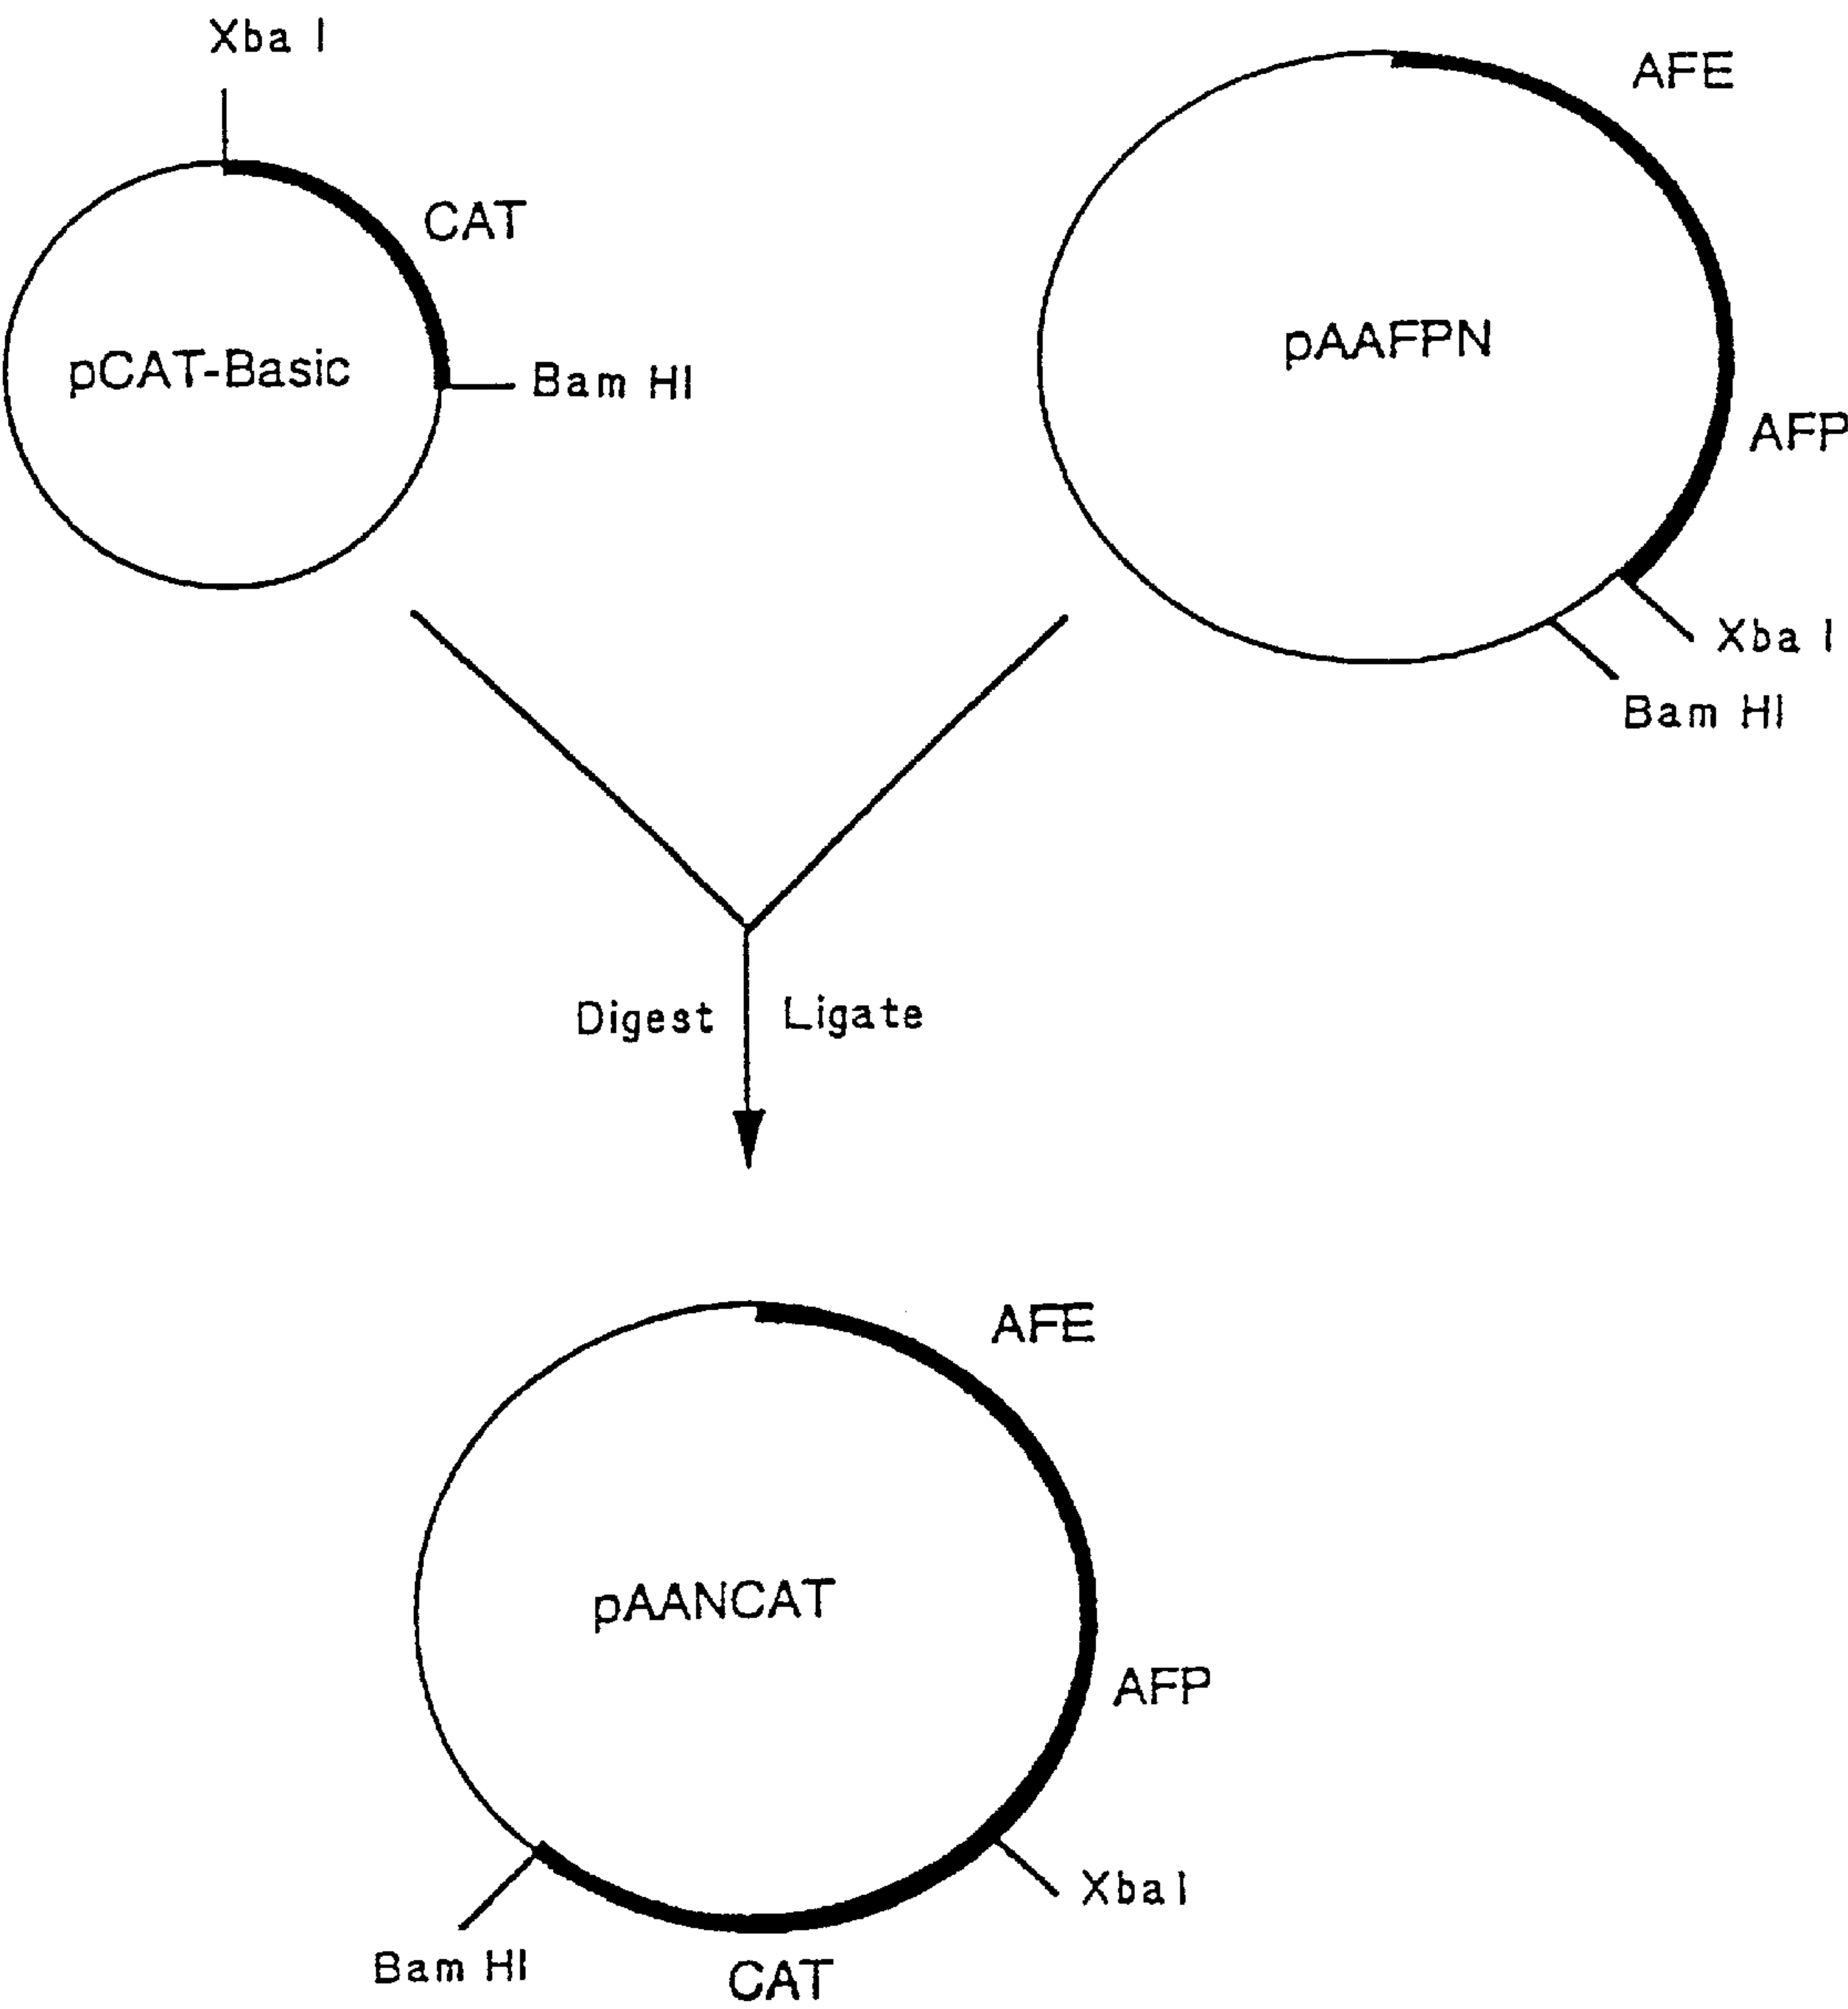 Xba I
CAT
pCAT-Basic
Bam HI
AFE
pAAFPN
AFP
Xba I
Bam HI
Digest
Ligate
AFE
pAANCAT
AFP
XbaI
Bam HI
CAT